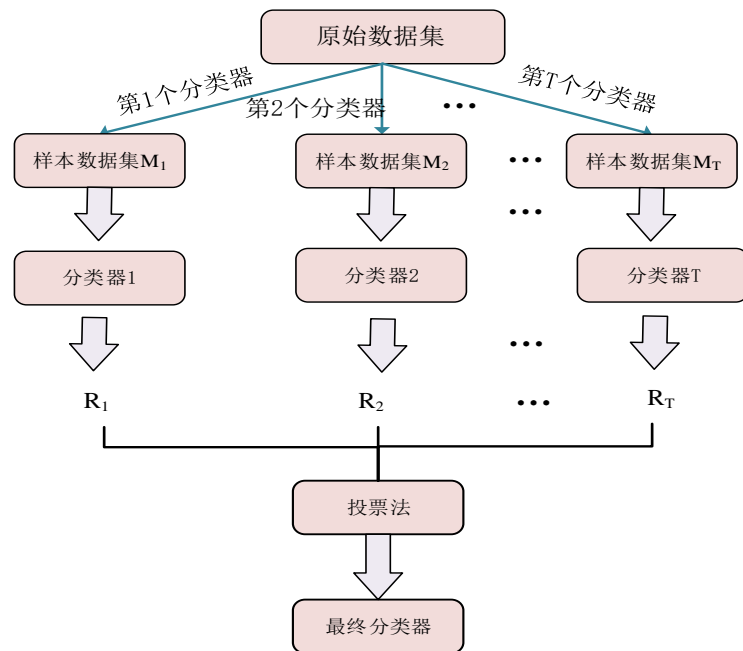 原始数据集
第1个分类器
第2个分类器
...
第T个分类器
样本数据集M₁
样本数据集M₂
...
样本数据集M_T
...
分类器1
分类器2
分类器T
...
R₁
R₂
...
R_T
投票法
最终分类器